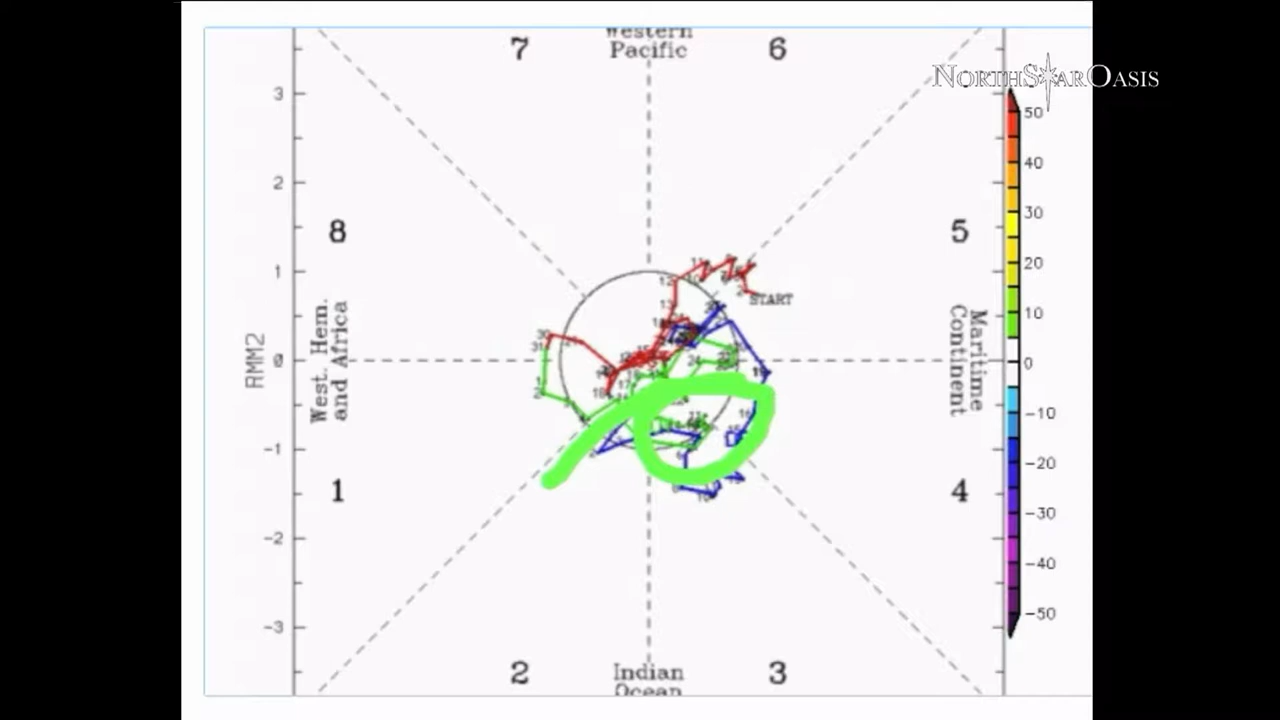 7
Western
Pacific
6
NORTHSTAROASIS
3
2
1
0
-1
-2
-3
RMM2
8
West. Hem.
and Africa
1
5
Maritime
Continent
4
START
2
Indian
Ocean
3
50
40
30
20
10
0
-10
-20
-30
-40
-50